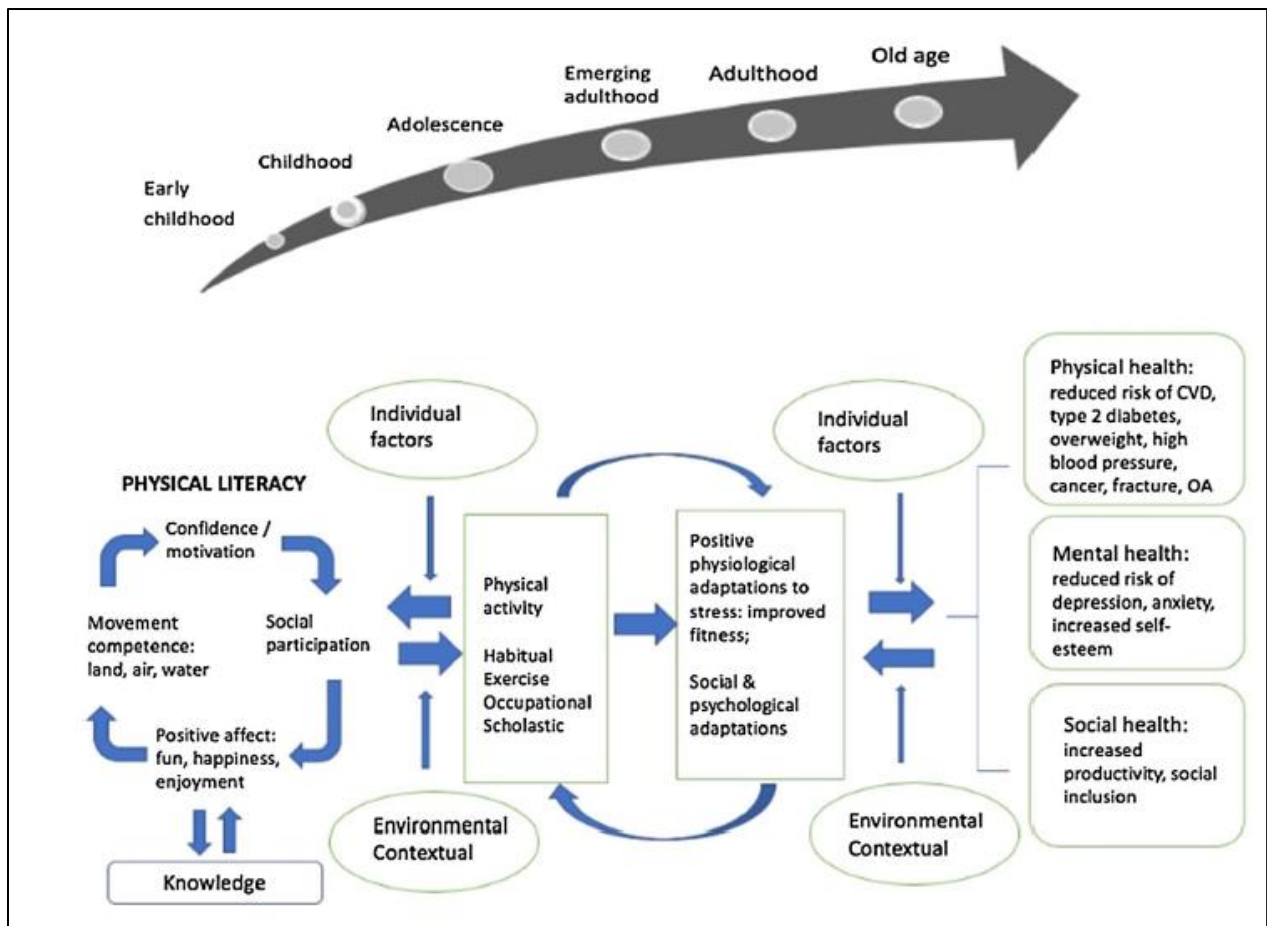 Old age
Emerging
adulthood
Adulthood
Adolescence
Childhood
Early
childhood
PHYSICAL LITERACY
Confidence /
motivation
Movement
competence:
land, air, water
Social
participation
Positive affect:
fun, happiness,
enjoyment
Knowledge
Individual
factors
Environmental
Contextual
Physical
activity
Habitual
Exercise
Occupational
Scholastic
Positive
physiological
adaptations to
stress: improved
fitness;
Social &
psychological
adaptations
Individual
factors
Environmental
Contextual
Physical health:
reduced risk of CVD,
type 2 diabetes,
overweight, high
blood pressure,
cancer, fracture, OA
Mental health:
reduced risk of
depression, anxiety,
increased self-
esteem
Social health:
increased
productivity, social
inclusion